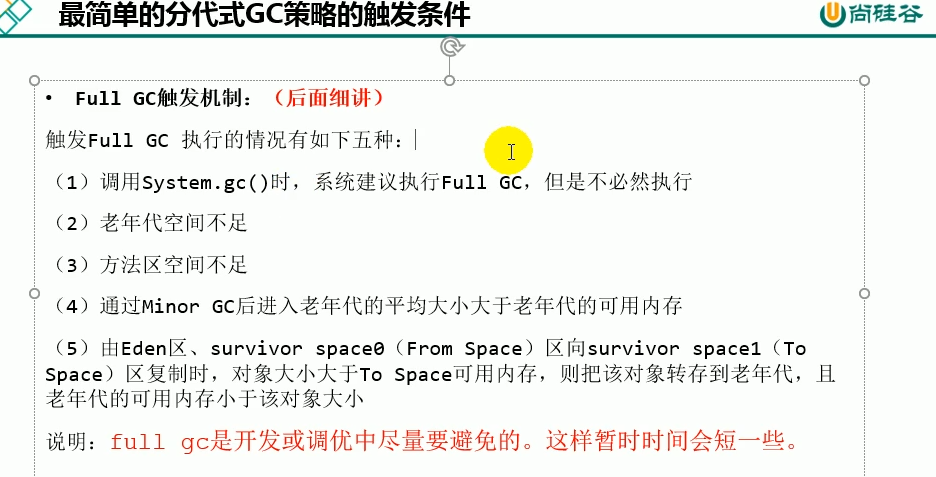 最简单的分代式GC策略的触发条件
尚硅谷
• Full GC触发机制：（后面细讲）
触发Full GC 执行的情况有如下五种：
（1）调用System.gc()时，系统建议执行Full GC，但是不必然执行
（2）老年代空间不足
（3）方法区空间不足
（4）通过Minor GC后进入老年代的平均大小大于老年代的可用内存
（5）由Eden区、survivor space0（From Space）区向survivor space1（To
Space）区复制时，对象大小大于To Space可用内存，则把该对象转存到老年代，且
老年代的可用内存小于该对象大小
说明：full gc是开发或调优中尽量要避免的。这样暂时时间会短一些。